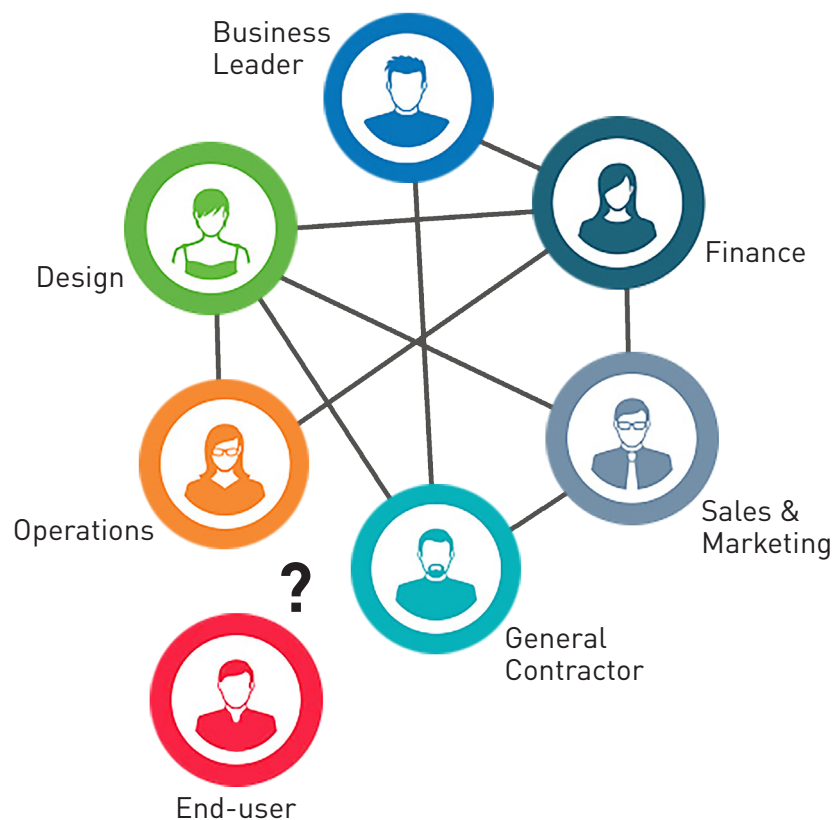 Business
Leader
Finance
Design
Sales &
Marketing
Operations
?
General
Contractor
End-user